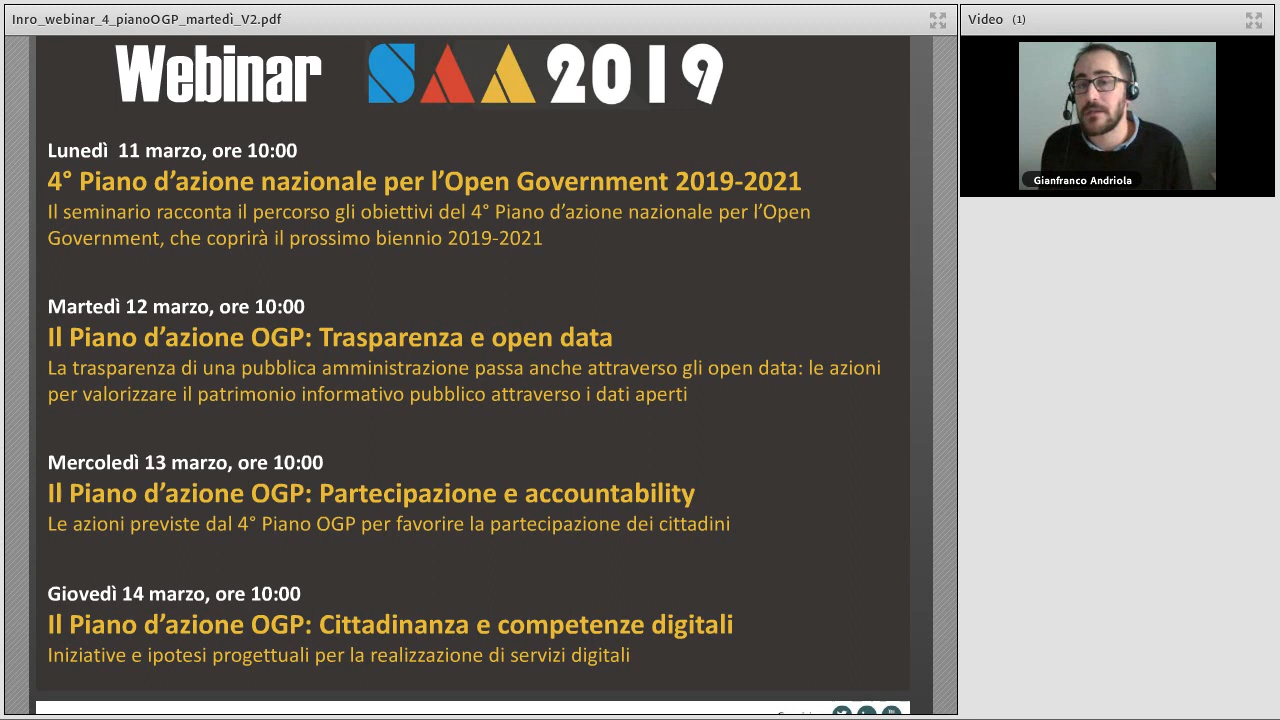 Inro_webinar_4_pianoOGP_martedì_V2.pdf
Video (1)
Webinar SAA 2019
Gianfranco Andriola
Lunedì 11 marzo, ore 10:00
4° Piano d'azione nazionale per l'Open Government 2019-2021
Il seminario racconta il percorso gli obiettivi del 4° Piano d'azione nazionale per l'Open
Government, che coprirà il prossimo biennio 2019-2021
Martedì 12 marzo, ore 10:00
Il Piano d'azione OGP: Trasparenza e open data
La trasparenza di una pubblica amministrazione passa anche attraverso gli open data: le azioni
per valorizzare il patrimonio informativo pubblico attraverso i dati aperti
Mercoledì 13 marzo, ore 10:00
Il Piano d'azione OGP: Partecipazione e accountability
Le azioni previste dal 4° Piano OGP per favorire la partecipazione dei cittadini
Giovedì 14 marzo, ore 10:00
Il Piano d'azione OGP: Cittadinanza e competenze digitali
Iniziative e ipotesi progettuali per la realizzazione di servizi digitali